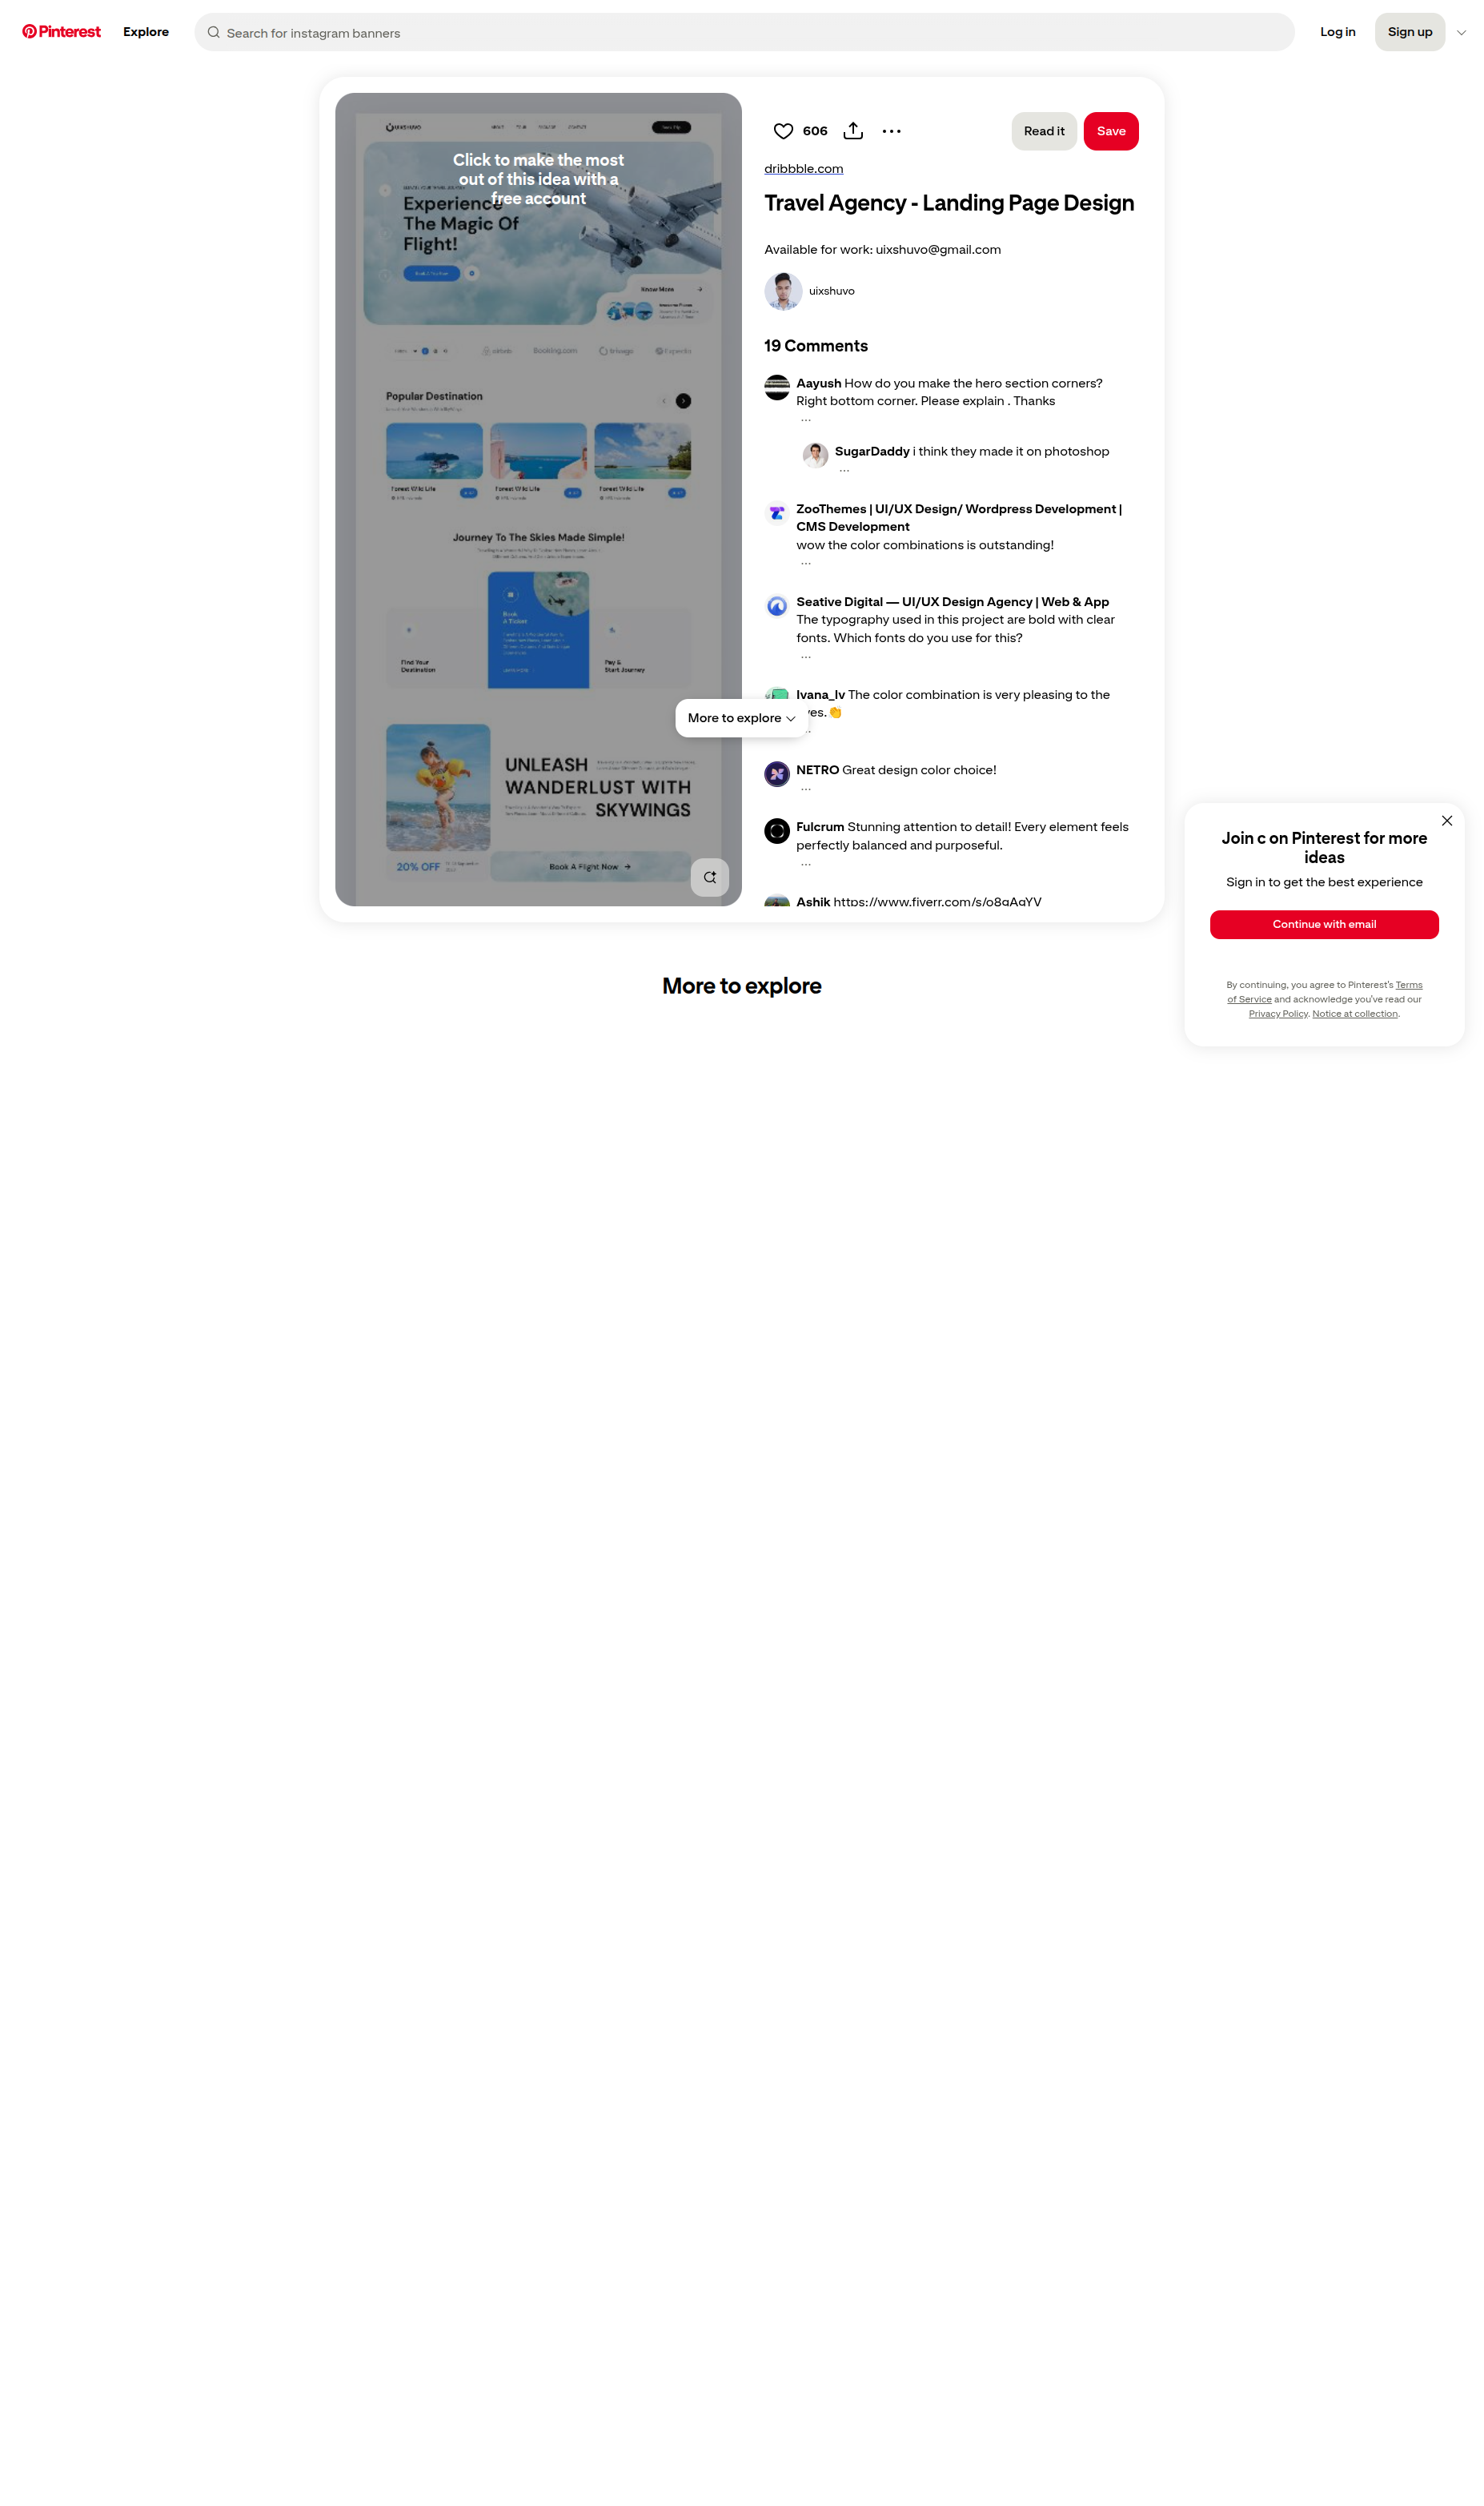 Pinterest
Explore
Search for instagram banners
Log in
Sign up
UIXSHUVO
ABOUT
TOUR
CONTACT
Click to make the most
out of this idea with a
free account
Experience
The Magic Of
Flight!
Know More
airbnb
Booking.com
trivago
Expedia
Popular Destination
Forest Wild Life
Forest Wild Life
Forest Wild Life
Journey To The Skies Made Simple!
Book
A Ticket
Find Your
Destination
Pay &
Start Journey
UNLEASH
WANDERLUST WITH
SKYWINGS
20% OFF
Book A Flight Now
606
Read it
Save
dribbble.com
Travel Agency - Landing Page Design
Available for work: uixshuvo@gmail.com
uixshuvo
19 Comments
Aayush How do you make the hero section corners?
Right bottom corner. Please explain . Thanks
...
SugarDaddy i think they made it on photoshop
...
ZooThemes | UI/UX Design/ Wordpress Development |
CMS Development
wow the color combinations is outstanding!
...
Seative Digital — UI/UX Design Agency | Web & App
The typography used in this project are bold with clear
fonts. Which fonts do you use for this?
...
Ivana_Iv The color combination is very pleasing to the
yes.👏
More to explore
NETRO Great design color choice!
...
Fulcrum Stunning attention to detail! Every element feels
perfectly balanced and purposeful.
...
Ashik https://www.fiverr.com/s/o8qAqYV
Join c on Pinterest for more
ideas
Sign in to get the best experience
Continue with email
By continuing, you agree to Pinterest's Terms
of Service and acknowledge you've read our
Privacy Policy. Notice at collection.
More to explore